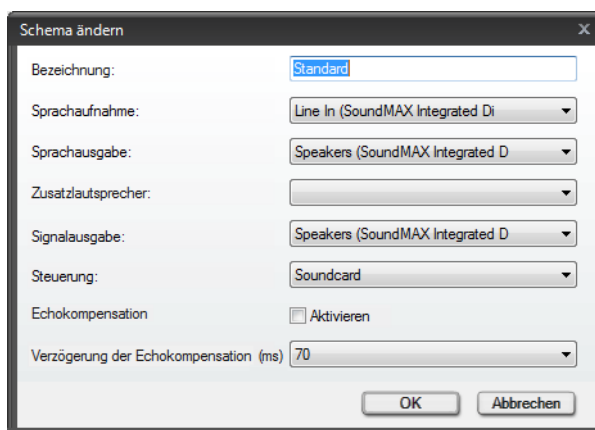 Schema ändern x
Bezeichnung: Standard
Sprachaufnahme: Line In (SoundMAX Integrated Di
Sprachausgabe: Speakers (SoundMAX Integrated D
Zusatzlautsprecher:
Signalausgabe: Speakers (SoundMAX Integrated D
Steuerung: Soundcard
Echokompensation Aktivieren
Verzögerung der Echokompensation (ms) 70
OK Abbrechen